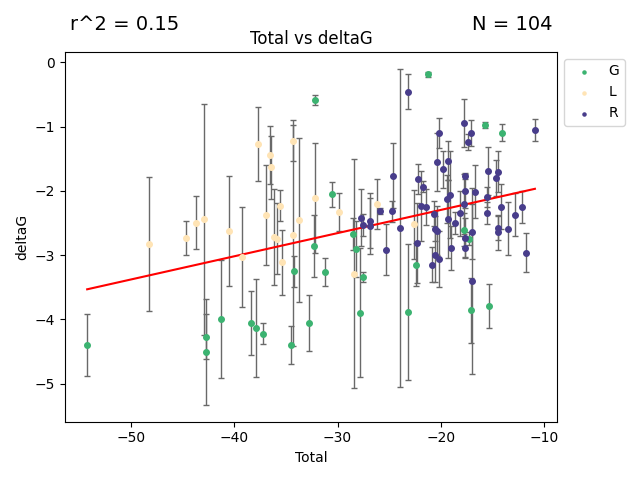 r^2 = 0.15 N = 104
Total vs deltaG
G
L
R
deltaG
0
−1
−2
−3
−4
−5
−50 −40 −30 −20 −10
Total